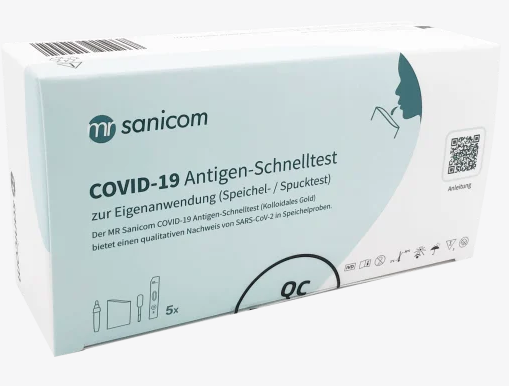 mr sanicom
COVID-19 Antigen-Schnelltest
zur Eigenanwendung (Speichel- / Spucktest)
Der MR Sanicom COVID-19 Antigen-Schnelltest (Kolloidales Gold)
bietet einen qualitativen Nachweis von SARS-CoV-2 in Speichelproben.
Anleitung
IVD
5x
QC